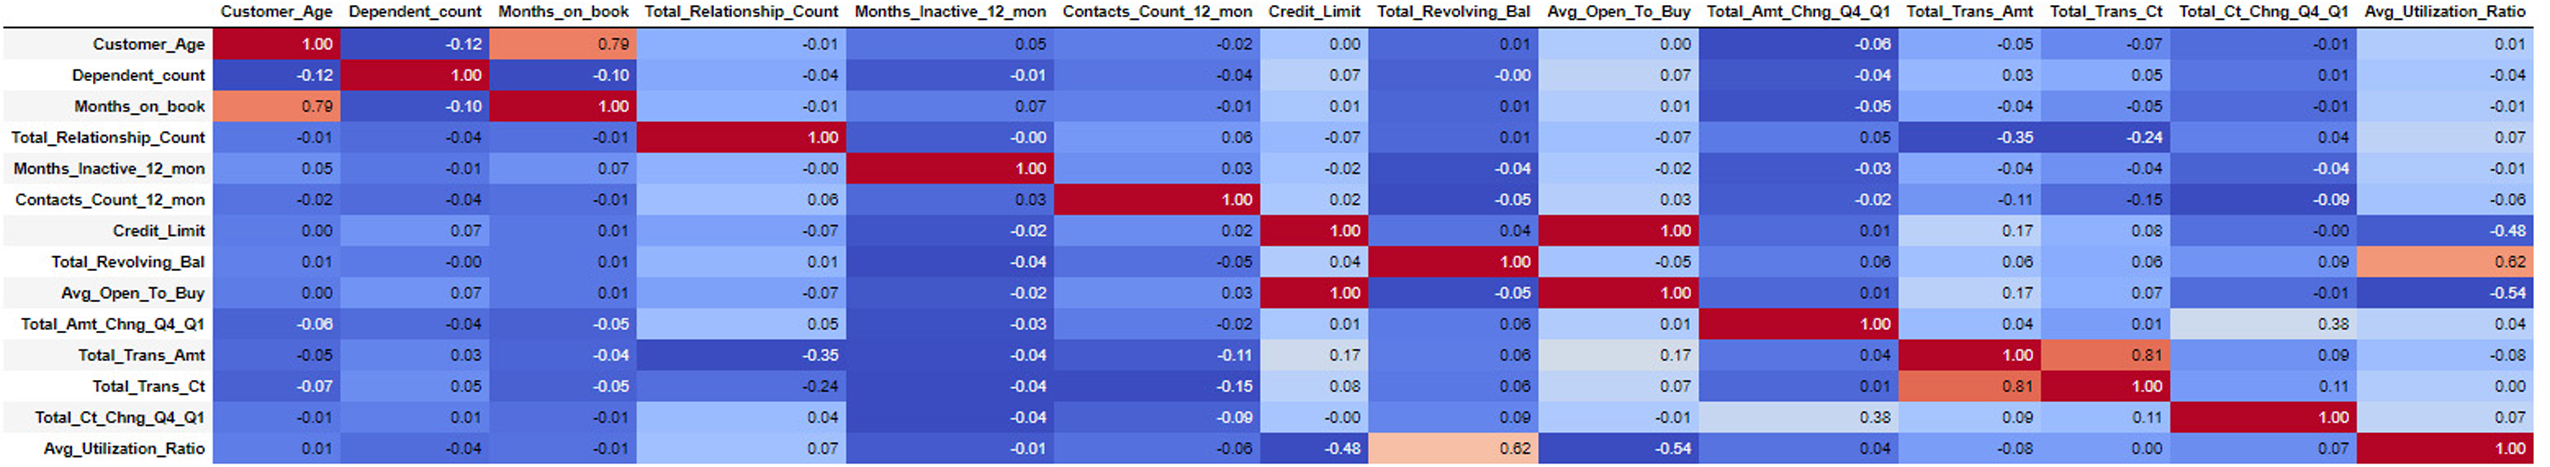 Customer_Age Dependent_count Months_on_book Total_Relationship_Count Months_Inactive_12_mon Contacts_Count_12_mon Credit_Limit Total_Revolving_Bal Avg_Open_To_Buy Total_Amt_Chng_Q4_Q1 Total_Trans_Amt Total_Trans_Ct Total_Ct_Chng_Q4_Q1 Avg_Utilization_Ratio
Customer_Age 1.00 -0.12 0.79 -0.01 0.05 -0.02 0.00 0.01 0.00 -0.06 -0.05 -0.07 -0.01 0.01
Dependent_count -0.12 1.00 -0.10 -0.04 -0.01 -0.04 0.07 -0.00 0.07 -0.04 0.03 0.05 0.01 -0.04
Months_on_book 0.79 -0.10 1.00 -0.01 0.07 -0.01 0.01 0.01 0.01 -0.05 -0.04 -0.05 -0.01 -0.01
Total_Relationship_Count -0.01 -0.04 -0.01 1.00 -0.00 0.06 -0.07 0.01 -0.07 0.05 -0.35 -0.24 0.04 0.07
Months_Inactive_12_mon 0.05 -0.01 0.07 -0.00 1.00 0.03 -0.02 -0.04 -0.02 -0.03 -0.04 -0.04 -0.04 -0.01
Contacts_Count_12_mon -0.02 -0.04 -0.01 0.06 0.03 1.00 0.02 -0.05 0.03 -0.02 -0.11 -0.15 -0.09 -0.06
Credit_Limit 0.00 0.07 0.01 -0.07 -0.02 0.02 1.00 0.04 1.00 0.01 0.17 0.08 -0.00 -0.48
Total_Revolving_Bal 0.01 -0.00 0.01 0.01 -0.04 -0.05 0.04 1.00 -0.05 0.06 0.06 0.06 0.09 0.62
Avg_Open_To_Buy 0.00 0.07 0.01 -0.07 -0.02 0.03 1.00 -0.05 1.00 0.01 0.17 0.07 -0.01 -0.54
Total_Amt_Chng_Q4_Q1 -0.06 -0.04 -0.05 0.05 -0.03 -0.02 0.01 0.06 0.01 1.00 0.04 0.01 0.38 0.04
Total_Trans_Amt -0.05 0.03 -0.04 -0.35 -0.04 -0.11 0.17 0.06 0.17 0.04 1.00 0.81 0.09 -0.08
Total_Trans_Ct -0.07 0.05 -0.05 -0.24 -0.04 -0.15 0.08 0.06 0.07 0.01 0.81 1.00 0.11 0.00
Total_Ct_Chng_Q4_Q1 -0.01 0.01 -0.01 0.04 -0.04 -0.09 -0.00 0.09 -0.01 0.38 0.09 0.11 1.00 0.07
Avg_Utilization_Ratio 0.01 -0.04 -0.01 0.07 -0.01 -0.06 -0.48 0.62 -0.54 0.04 -0.08 0.00 0.07 1.00